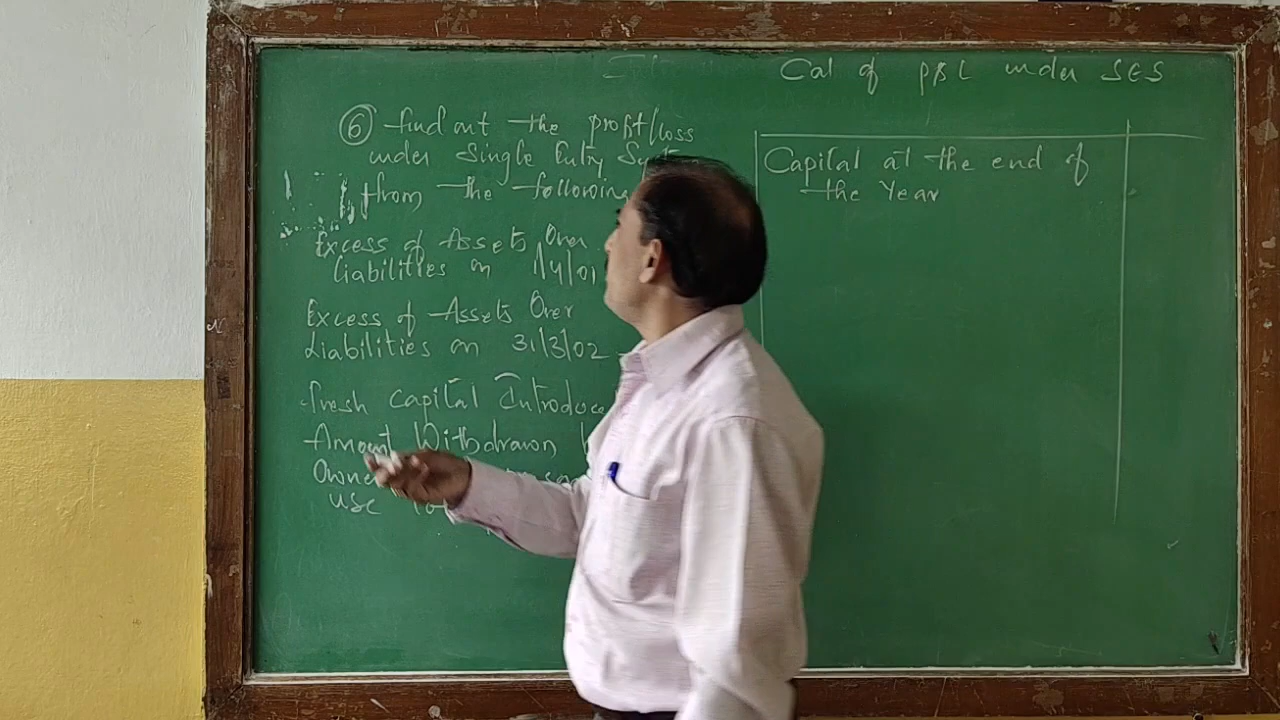 Cal of P&L under SES
⑥ Find out the profit/loss
under Single Entry
from the following
Excess of Assets Over
liabilities on 1/4/01
Excess of Assets Over
Liabilities on 31/3/02
Fresh Capital Introduce
Amount Withdrawn
use
Capital at the end of
the Year